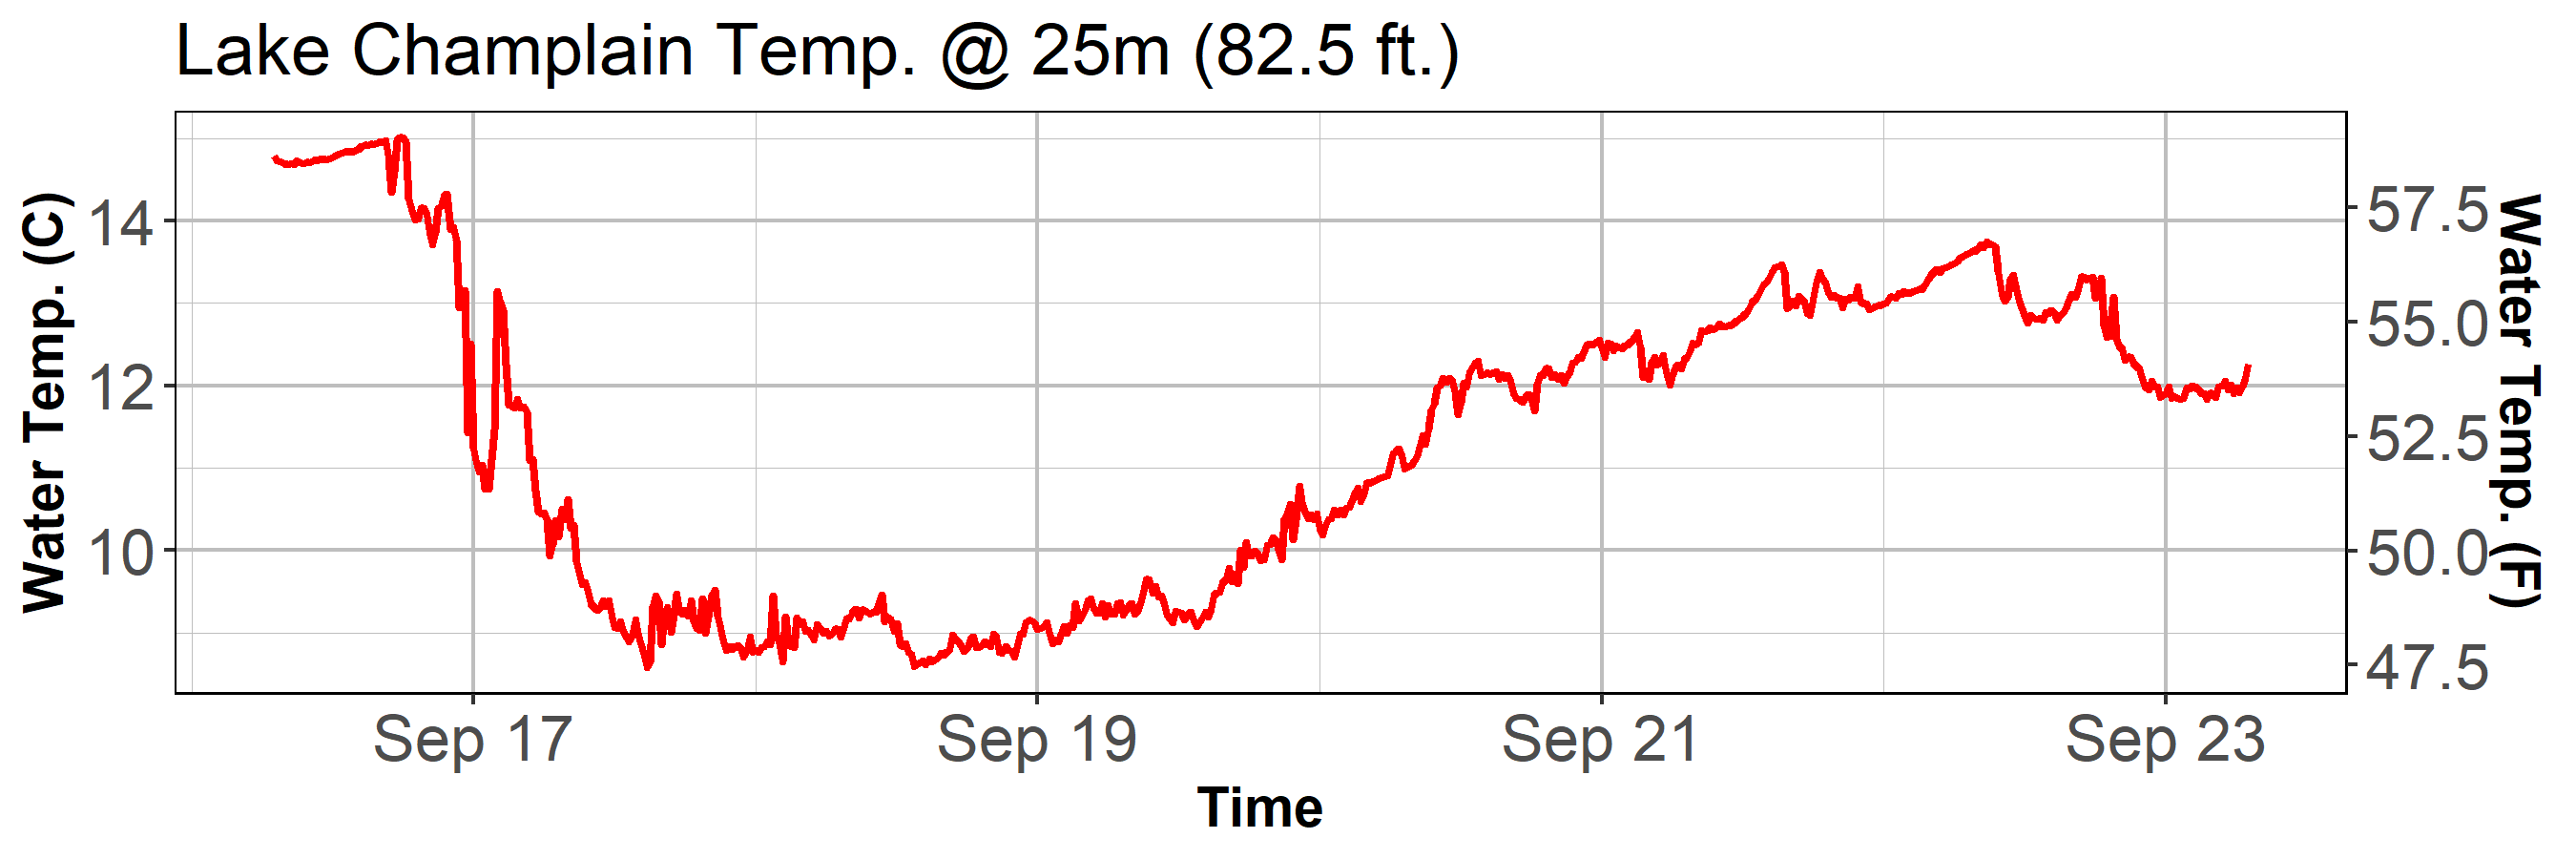 Lake Champlain Temp. @ 25m (82.5 ft.)
Water Temp. (C)
14
12
10
57.5
55.0
52.5
50.0
47.5
Water Temp. (F)
Sep 17
Sep 19
Sep 21
Sep 23
Time